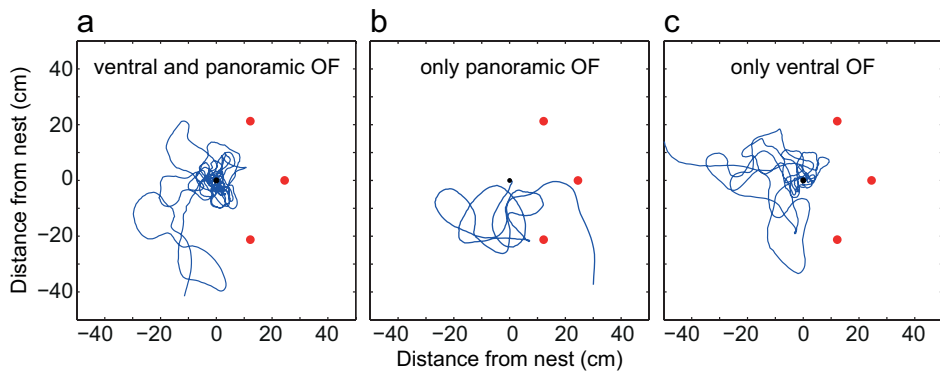 a
b
c
ventral and panoramic OF
only panoramic OF
only ventral OF
Distance from nest (cm)
40
20
0
−20
−40
−40 −20 0 20 40
−40 −20 0 20 40
−40 −20 0 20 40
Distance from nest (cm)